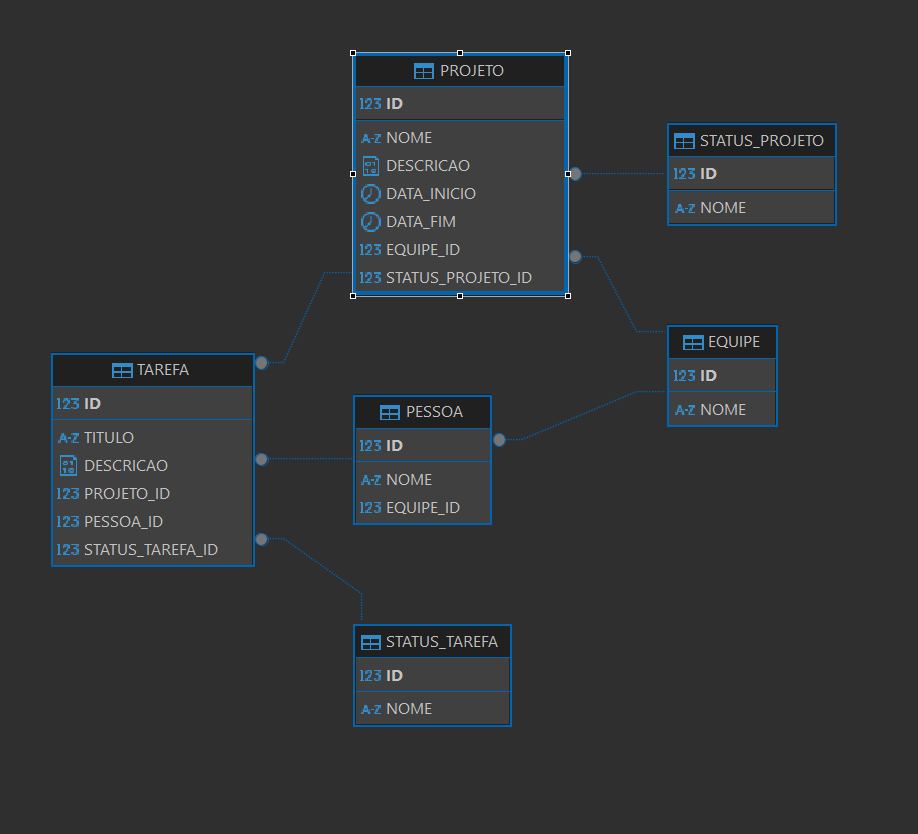 PROJETO
123 ID
A-Z NOME
DESCRICAO
DATA_INICIO
DATA_FIM
123 EQUIPE_ID
123 STATUS_PROJETO_ID
STATUS_PROJETO
123 ID
A-Z NOME
EQUIPE
123 ID
A-Z NOME
TAREFA
123 ID
A-Z TITULO
DESCRICAO
123 PROJETO_ID
123 PESSOA_ID
123 STATUS_TAREFA_ID
PESSOA
123 ID
A-Z NOME
123 EQUIPE_ID
STATUS_TAREFA
123 ID
A-Z NOME